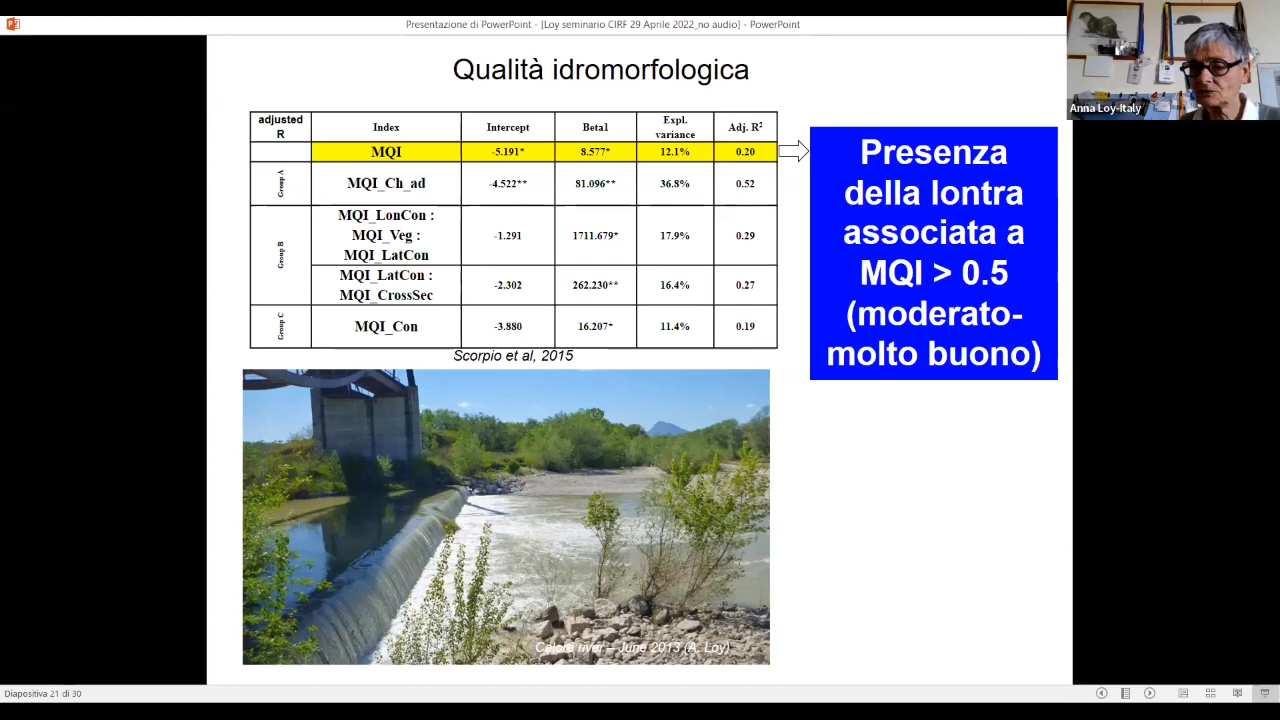 Presentazione di PowerPoint - [Loy seminario CIRF 29 Aprile 2022_no audio] - PowerPoint
Anna Loy-Italy
Qualità idromorfologica
adjusted R Index Intercept Beta1 Expl. variance Adj. R²
MQI -5.191* 8.577* 12.1% 0.20
Group A MQI_Ch_ad -4.522** 81.096** 36.8% 0.52
Group B MQI_LonCon : MQI_Veg : MQI_LatCon -1.291 1711.679* 17.9% 0.29
MQI_LatCon : MQI_CrossSec -2.302 262.230** 16.4% 0.27
Group C MQI_Con -3.880 16.207* 11.4% 0.19
Scorpio et al, 2015
Presenza
della lontra
associata a
MQI > 0.5
(moderato-
molto buono)
Calore river – June 2013 (A. Loy)
Diapositiva 21 di 30